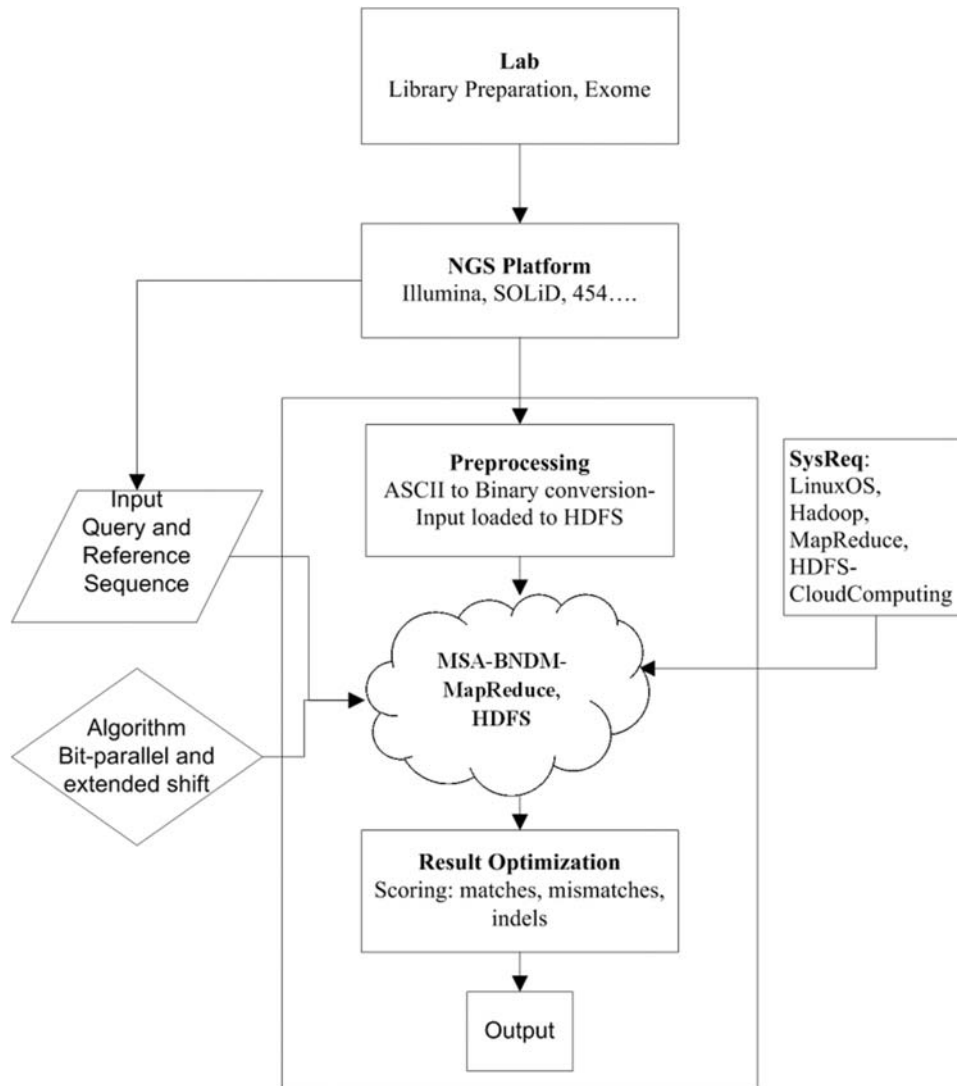 Lab
Library Preparation, Exome
NGS Platform
Illumina, SOLiD, 454....
Preprocessing
ASCII to Binary conversion-
Input loaded to HDFS
SysReq:
LinuxOS,
Hadoop,
MapReduce,
HDFS-
CloudComputing
Input
Query and
Reference
Sequence
MSA-BNDM-
MapReduce,
HDFS
Algorithm
Bit-parallel and
extended shift
Result Optimization
Scoring: matches, mismatches,
indels
Output